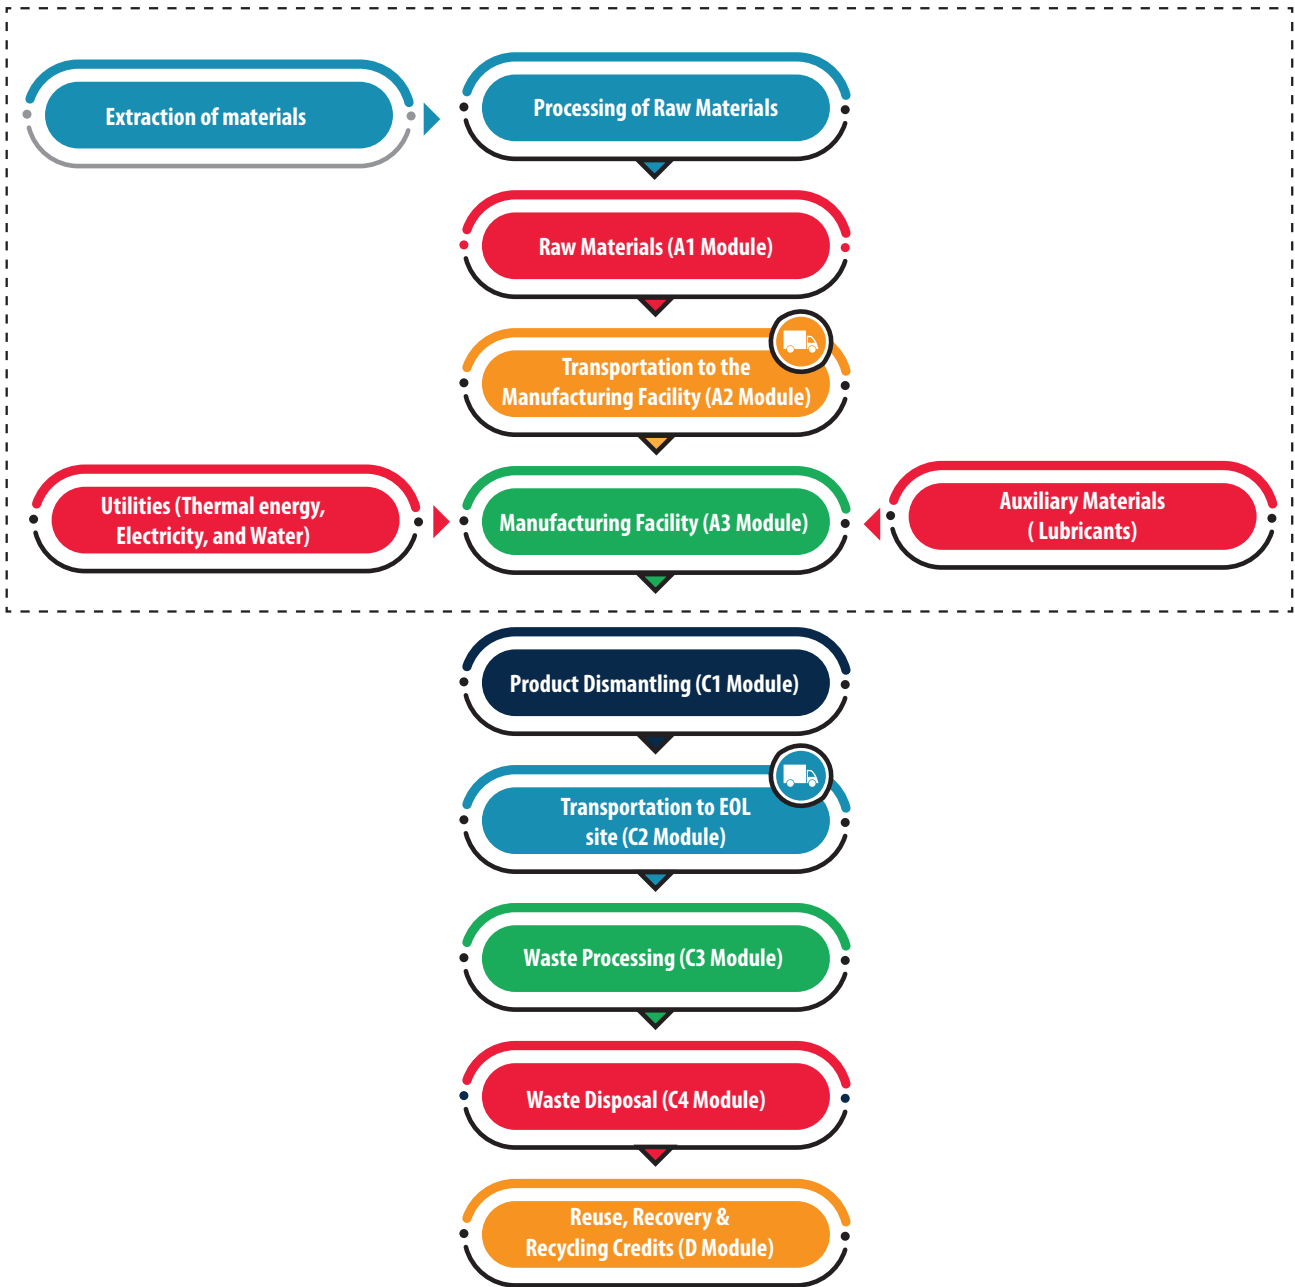 Extraction of materials
Processing of Raw Materials
Raw Materials (A1 Module)
Transportation to the
Manufacturing Facility (A2 Module)
Utilities (Thermal energy,
Electricity, and Water)
Manufacturing Facility (A3 Module)
Auxiliary Materials
( Lubricants)
Product Dismantling (C1 Module)
Transportation to EOL
site (C2 Module)
Waste Processing (C3 Module)
Waste Disposal (C4 Module)
Reuse, Recovery &
Recycling Credits (D Module)